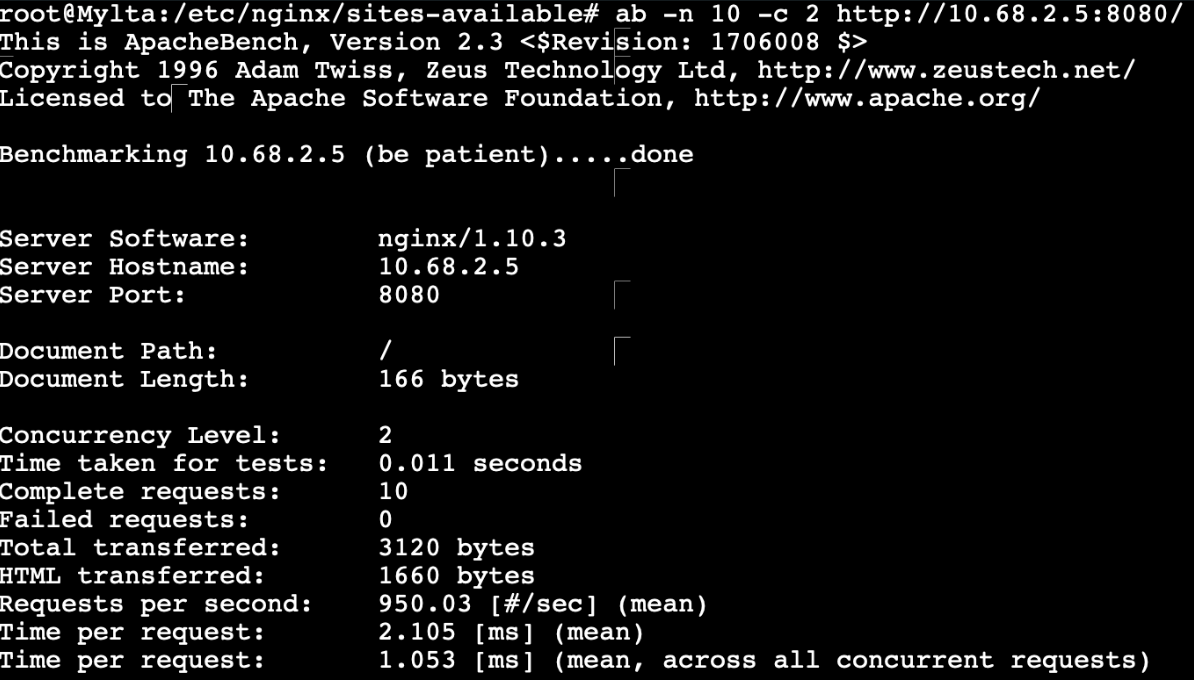 root@Mylta:/etc/nginx/sites-available# ab -n 10 -c 2 http://10.68.2.5:8080/
This is ApacheBench, Version 2.3 <$Revision: 1706008 $>
Copyright 1996 Adam Twiss, Zeus Technology Ltd, http://www.zeustech.net/
Licensed to The Apache Software Foundation, http://www.apache.org/

Benchmarking 10.68.2.5 (be patient).....done

Server Software:        nginx/1.10.3
Server Hostname:        10.68.2.5
Server Port:            8080

Document Path:          /
Document Length:        166 bytes

Concurrency Level:      2
Time taken for tests:   0.011 seconds
Complete requests:      10
Failed requests:        0
Total transferred:      3120 bytes
HTML transferred:       1660 bytes
Requests per second:    950.03 [#/sec] (mean)
Time per request:       2.105 [ms] (mean)
Time per request:       1.053 [ms] (mean, across all concurrent requests)